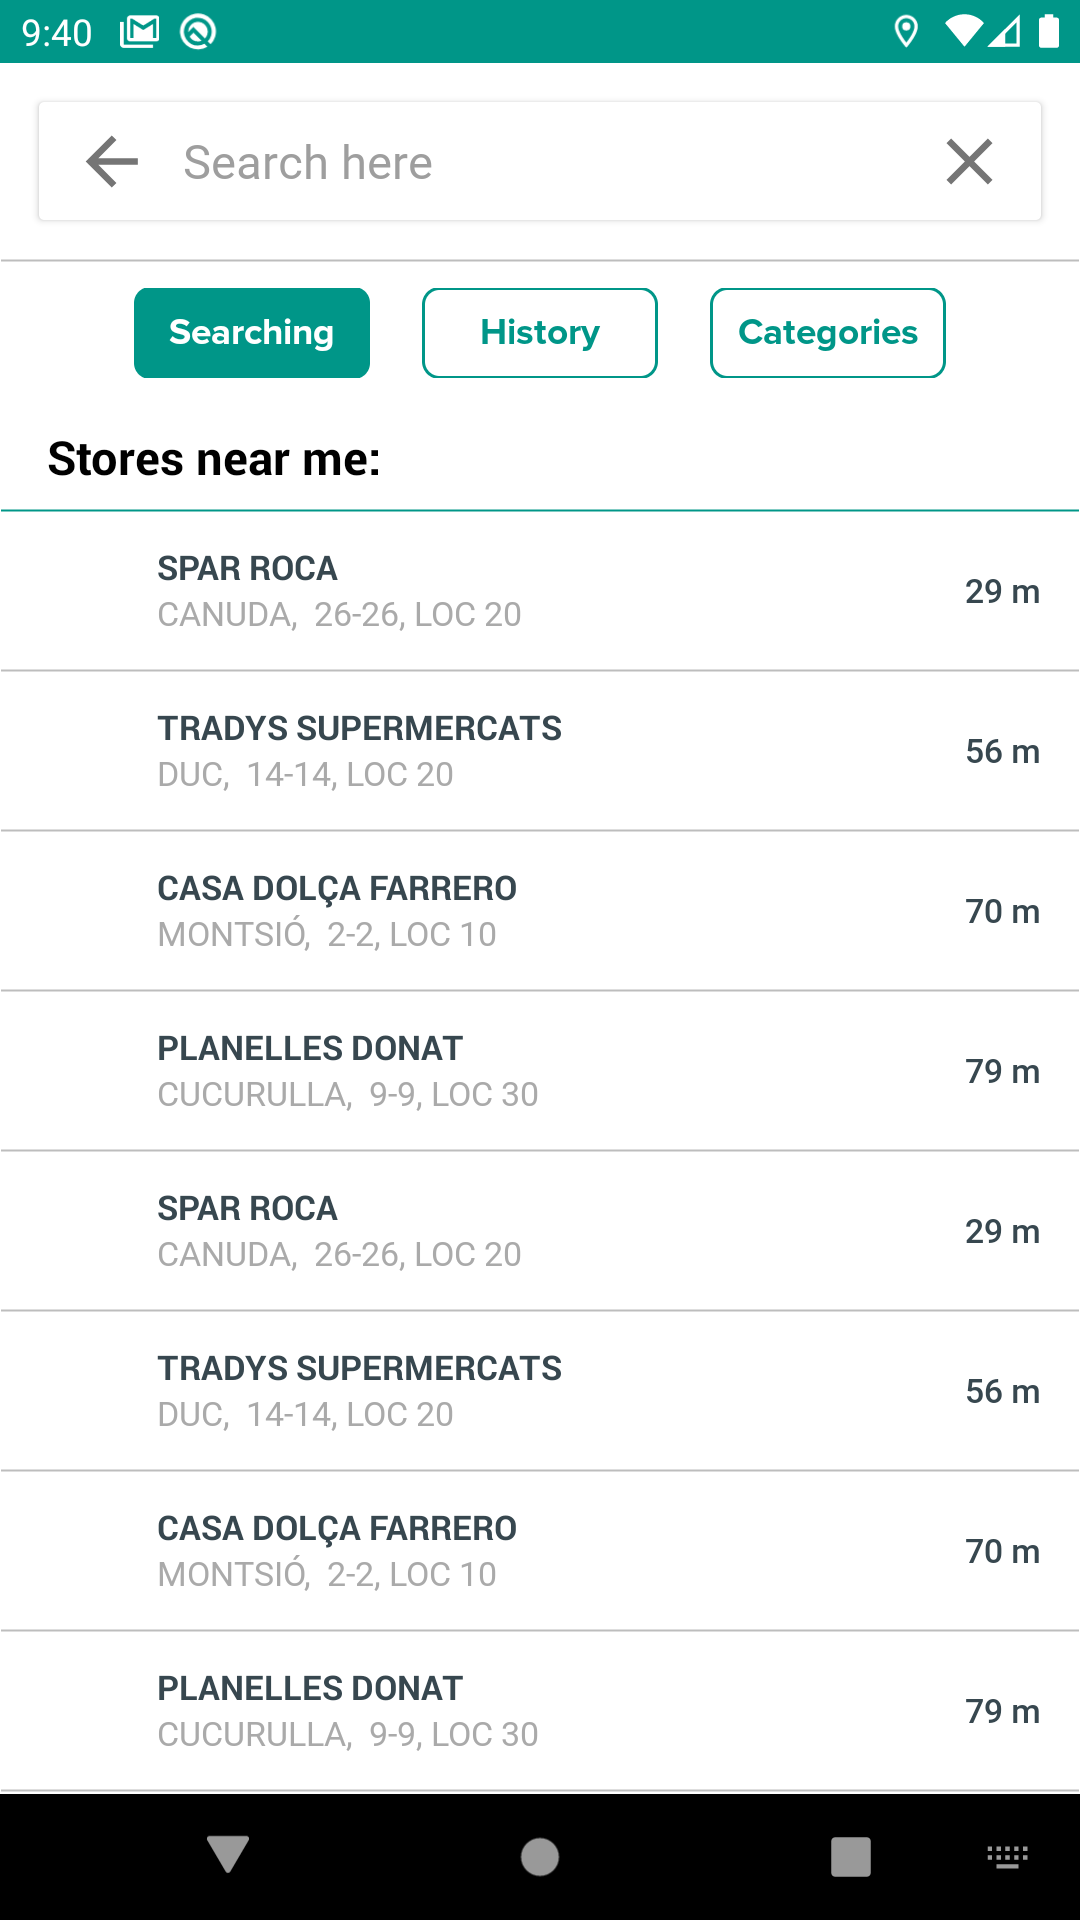 9:40
Search here
Searching History Categories
Stores near me:
SPAR ROCA
CANUDA, 26-26, LOC 20
29 m
TRADYS SUPERMERCATS
DUC, 14-14, LOC 20
56 m
CASA DOLÇA FARRERO
MONTSIÓ, 2-2, LOC 10
70 m
PLANELLES DONAT
CUCURULLA, 9-9, LOC 30
79 m
SPAR ROCA
CANUDA, 26-26, LOC 20
29 m
TRADYS SUPERMERCATS
DUC, 14-14, LOC 20
56 m
CASA DOLÇA FARRERO
MONTSIÓ, 2-2, LOC 10
70 m
PLANELLES DONAT
CUCURULLA, 9-9, LOC 30
79 m